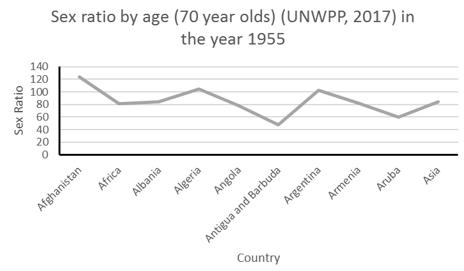 Sex ratio by age (70 year olds) (UNWPP, 2017) in
the year 1955
140
120
100
80
60
40
20
0
Sex Ratio
Afghanistan
Africa
Albania
Algeria
Angola
Antigua and Barbuda
Argentina
Armenia
Aruba
Asia
Country